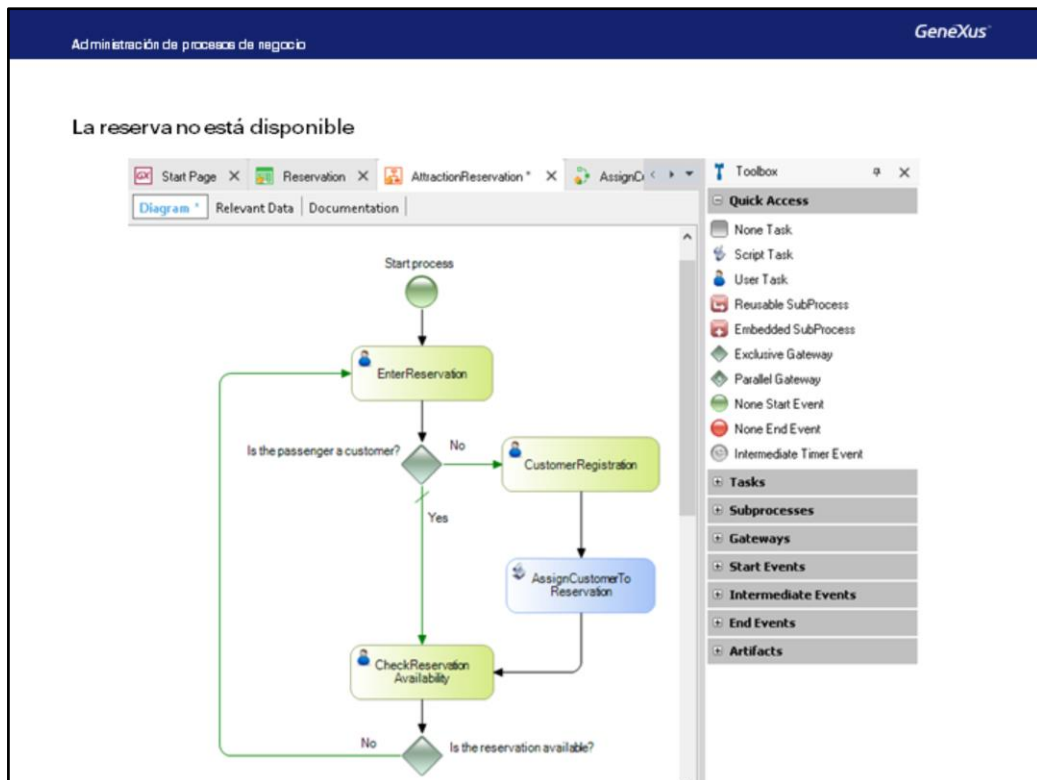 Administración de procesos de negocio
GeneXus
La reserva no está disponible
Start Page
Reservation
AttractionReservation *
Toolbox
Diagram *
Relevant Data
Documentation
Quick Access
None Task
Script Task
User Task
Reusable SubProcess
Embedded SubProcess
Exclusive Gateway
Parallel Gateway
None Start Event
None End Event
Intermediate Timer Event
Tasks
Subprocesses
Gateways
Start Events
Intermediate Events
End Events
Artifacts
Start process
EnterReservation
Is the passenger a customer?
No
CustomerRegistration
Yes
AssignCustomerTo
Reservation
CheckReservation
Availability
No
Is the reservation available?